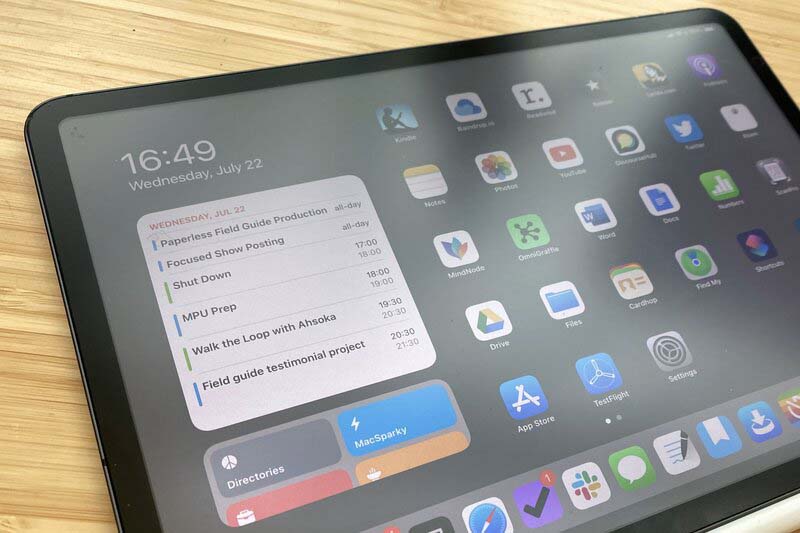 16:49
Wednesday, July 22
WEDNESDAY, JUL 22
Paperless Field Guide Production all-day
Focused Show Posting all-day
Shut Down 17:00
18:00
MPU Prep 18:00
19:00
Walk the Loop with Ahsoka 19:30
20:30
Field guide testimonial project 20:30
21:30
Directories
MacSparky
Kindle
Raindrop.io
r.
Readwise
Podcasts
Notes
Photos
YouTube
DiscourseHub
Twitter
MindNode
OmniGraffle
W
Word
Docs
Numbers
Drive
Files
Cardhop
Find My
Shortcuts
App Store
TestFlight
Settings
1